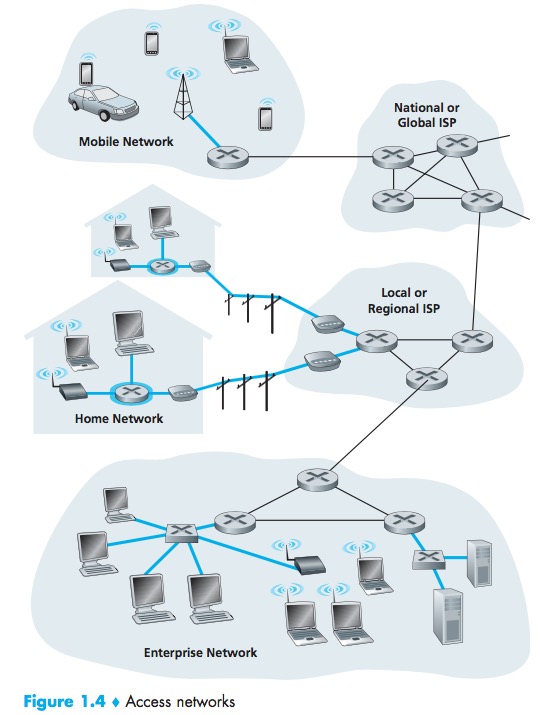 National or
Global ISP
Mobile Network
Local or
Regional ISP
Home Network
Enterprise Network
Figure 1.4 ♦ Access networks